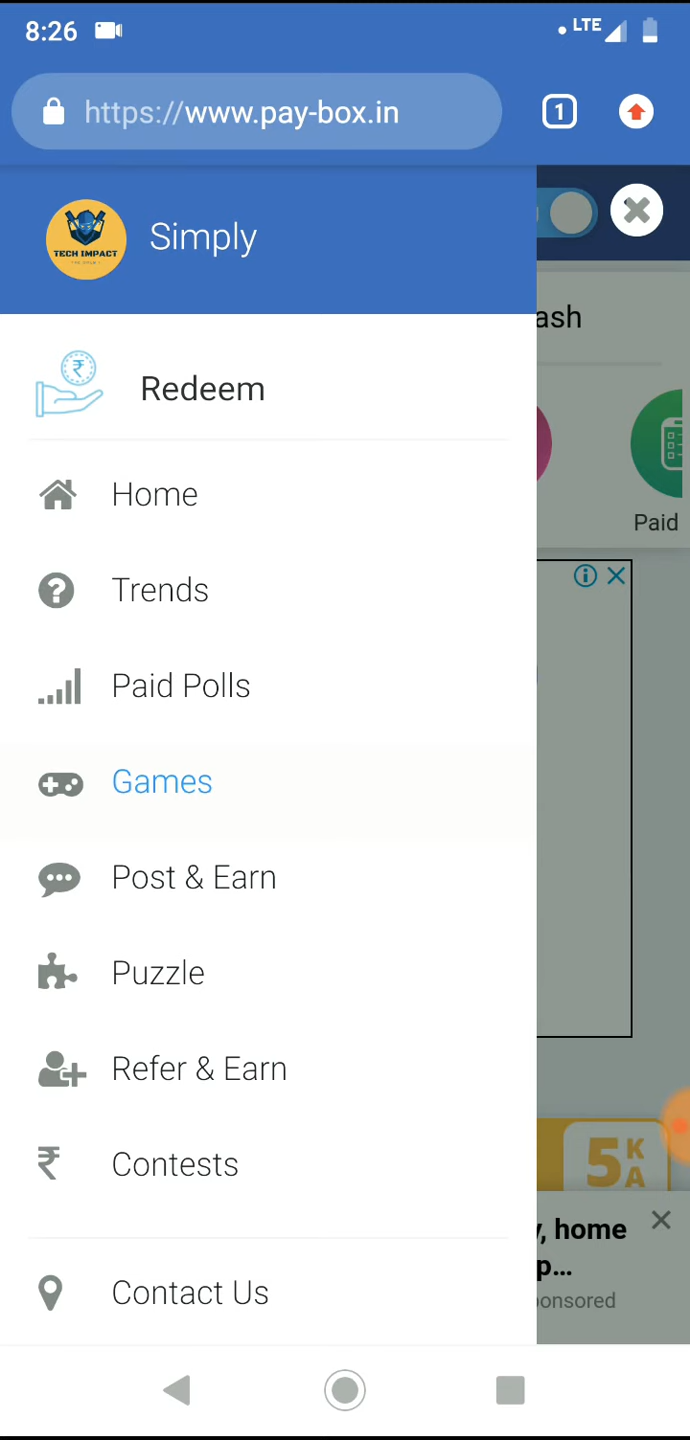 8:26 LTE
https://www.pay-box.in 1
TECH IMPACT
Simply
ash
Redeem
Paid
Home
Trends
Paid Polls
Games
Post & Earn
Puzzle
Refer & Earn
Contests
5 K
A
, home
p...
onsored
Contact Us